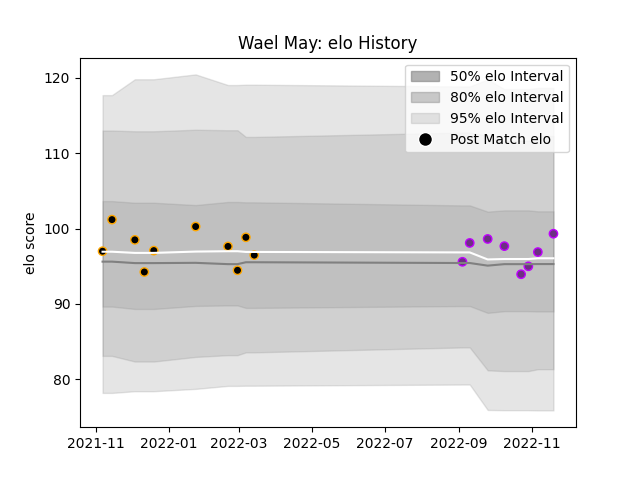 Wael May: elo History
50% elo Interval
80% elo Interval
95% elo Interval
Post Match elo
elo score
120
110
100
90
80
2021-11 2022-01 2022-03 2022-05 2022-07 2022-09 2022-11